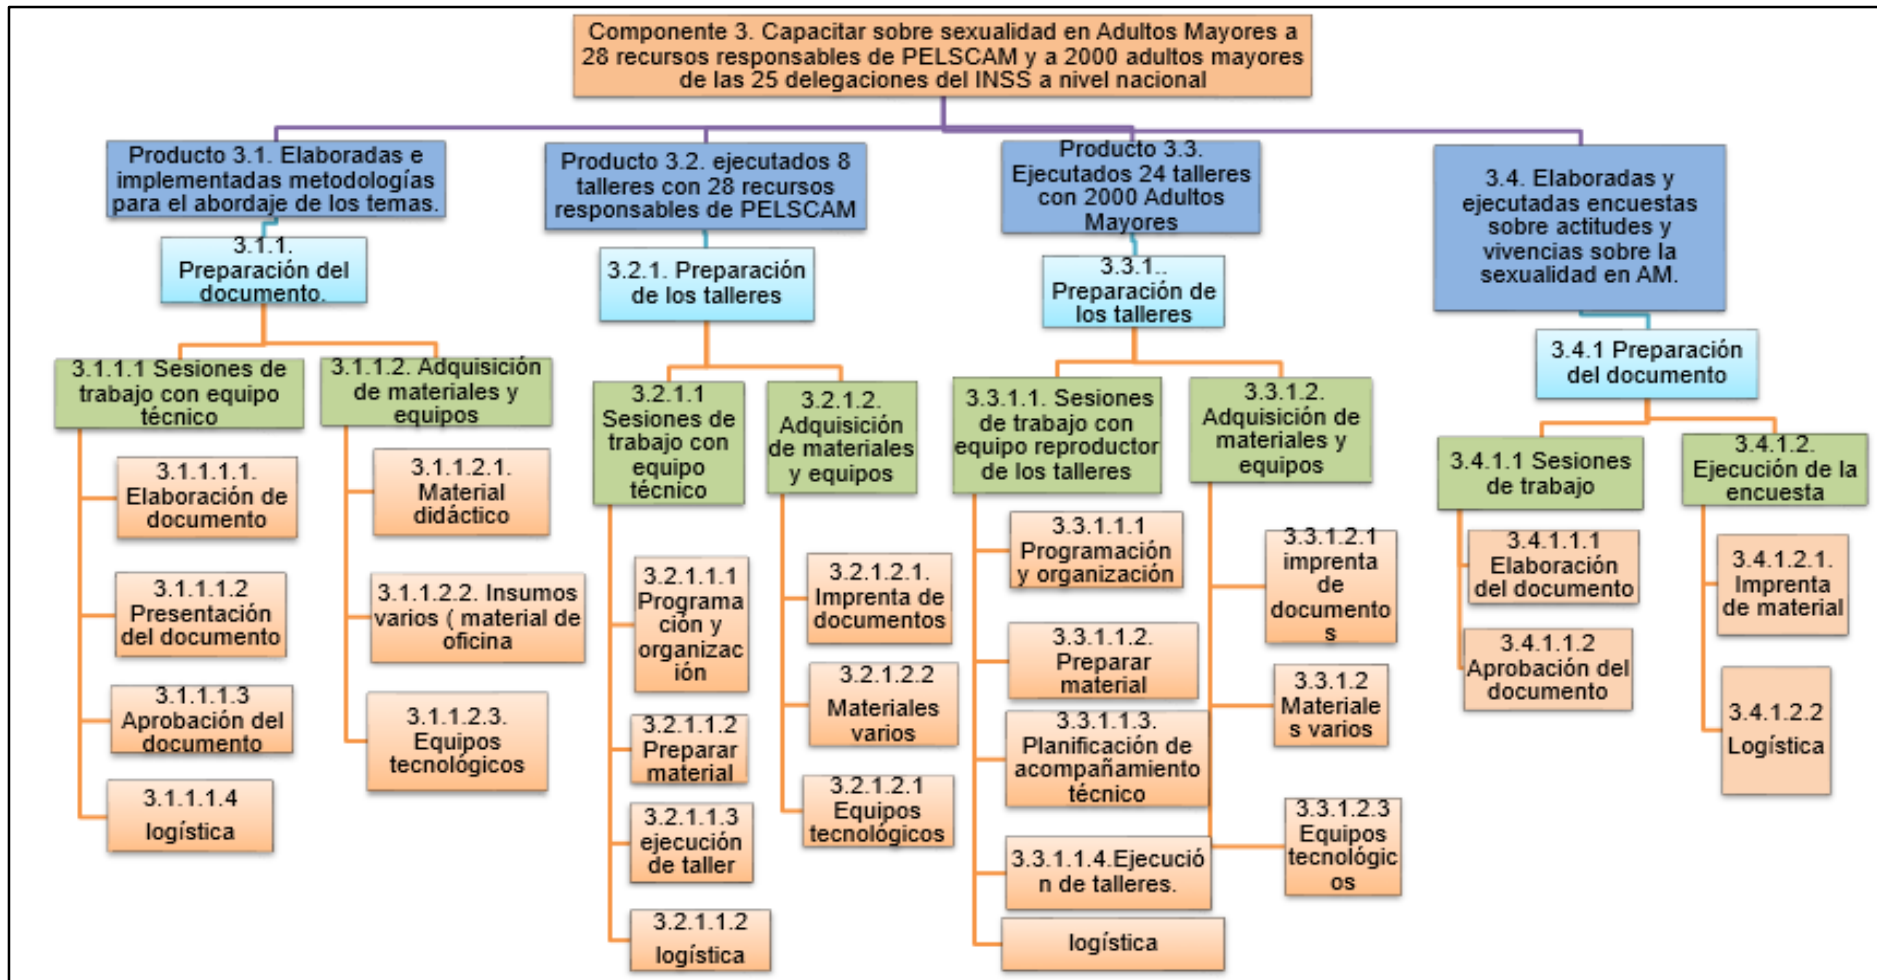 Componente 3. Capacitar sobre sexualidad en Adultos Mayores a
28 recursos responsables de PELSCAM y a 2000 adultos mayores
de las 25 delegaciones del INSS a nivel nacional
Producto 3.1. Elaboradas e
implementadas metodologías
para el abordaje de los temas.
3.1.1.
Preparación del
documento.
3.1.1.1 Sesiones de
trabajo con equipo
técnico
3.1.1.1.1.
Elaboración de
documento
3.1.1.1.2
Presentación
del documento
3.1.1.1.3
Aprobación del
documento
3.1.1.1.4
logística
3.1.1.2. Adquisición
de materiales y
equipos
3.1.1.2.1.
Material
didáctico
3.1.1.2.2. Insumos
varios ( material de
oficina
3.1.1.2.3.
Equipos
tecnológicos
Producto 3.2. ejecutados 8
talleres con 28 recursos
responsables de PELSCAM
3.2.1. Preparación
de los talleres
3.2.1.1
Sesiones de
trabajo con
equipo
técnico
3.2.1.1.1
Programa
ción y
organizac
ión
3.2.1.1.2
Preparar
material
3.2.1.1.3
ejecución
de taller
3.2.1.1.2
logística
3.2.1.2.
Adquisición
de materiales
y equipos
3.2.1.2.1.
Imprenta de
documentos
3.2.1.2.2
Materiales
varios
3.2.1.2.1
Equipos
tecnológicos
Producto 3.3.
Ejecutados 24 talleres
con 2000 Adultos
Mayores
3.3.1..
Preparación de
los talleres
3.3.1.1. Sesiones
de trabajo con
equipo reproductor
de los talleres
3.3.1.1.1
Programación
y organización
3.3.1.1.2.
Preparar
material
3.3.1.1.3.
Planificación de
acompañamiento
técnico
3.3.1.1.4.Ejecució
n de talleres.
logística
3.3.1.2.
Adquisición de
materiales y
equipos
3.3.1.2.1
imprenta
de
documento
s
3.3.1.2
Materiale
s varios
3.3.1.2.3
Equipos
tecnológic
os
3.4. Elaboradas y
ejecutadas encuestas
sobre actitudes y
vivencias sobre la
sexualidad en AM.
3.4.1 Preparación
del documento
3.4.1.1 Sesiones
de trabajo
3.4.1.1.1
Elaboración
del documento
3.4.1.1.2
Aprobación del
documento
3.4.1.2.
Ejecución de la
encuesta
3.4.1.2.1.
Imprenta
de material
3.4.1.2.2
Logística